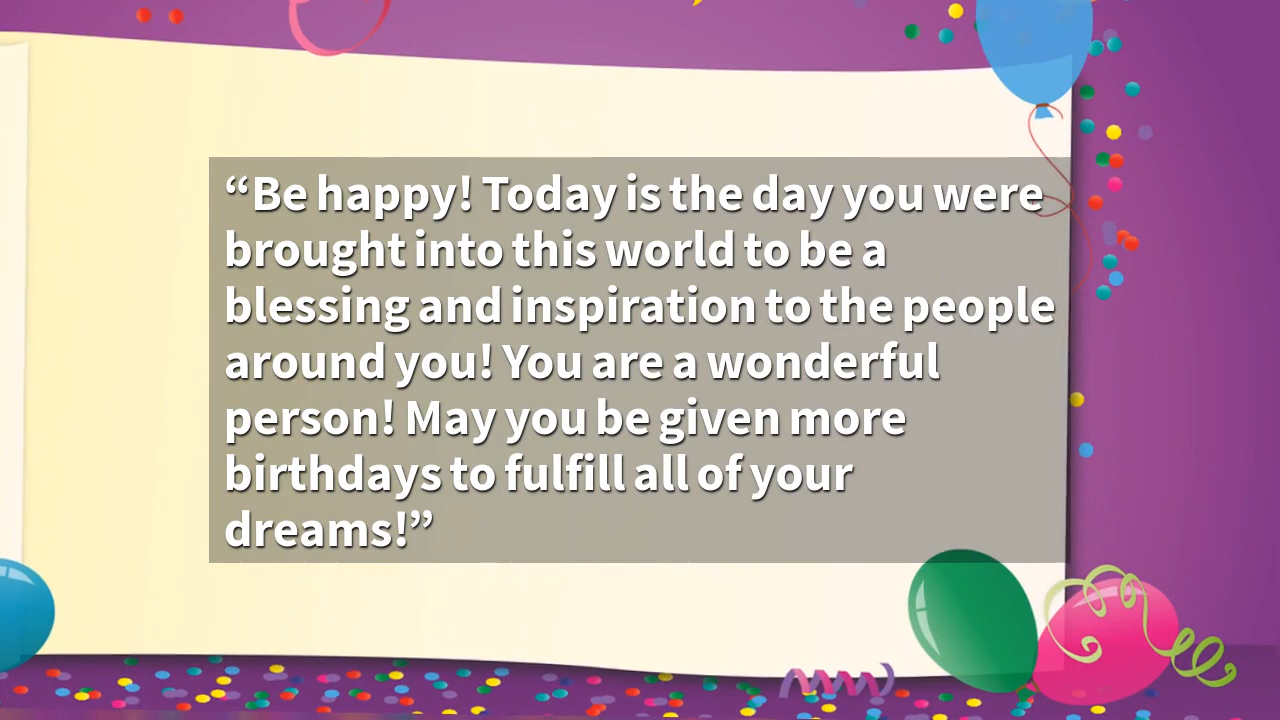 “Be happy! Today is the day you were
brought into this world to be a
blessing and inspiration to the people
around you! You are a wonderful
person! May you be given more
birthdays to fulfill all of your
dreams!”